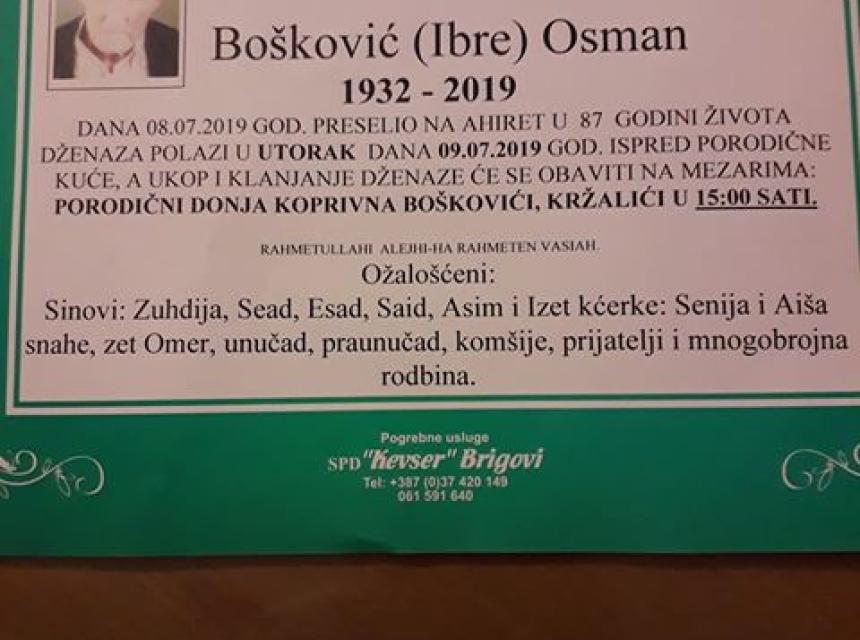 Bošković (Ibre) Osman
1932 - 2019
DANA 08.07.2019 GOD. PRESELIO NA AHIRET U 87 GODINI ŽIVOTA
DŽENAZA POLAZI U UTORAK DANA 09.07.2019 GOD. ISPRED PORODIČNE
KUĆE, A UKOP I KLANJANJE DŽENAZE ĆE SE OBAVITI NA MEZARIMA:
PORODIČNI DONJA KOPRIVNA BOŠKOVIĆI, KRŽALIĆI U 15:00 SATI.
RAHMETULLAHI ALEJHI-HA RAHMETEN VASIAH.
Ožalošćeni:
Sinovi: Zuhdija, Sead, Esad, Said, Asim i Izet kćerke: Senija i Aiša
snahe, zet Omer, unučad, praunučad, komšije, prijatelji i mnogobrojna
rodbina.
Pogrebne usluge
SPD "Kevser" Brigovi
Tel: +387 (0)37 420 149
061 591 640